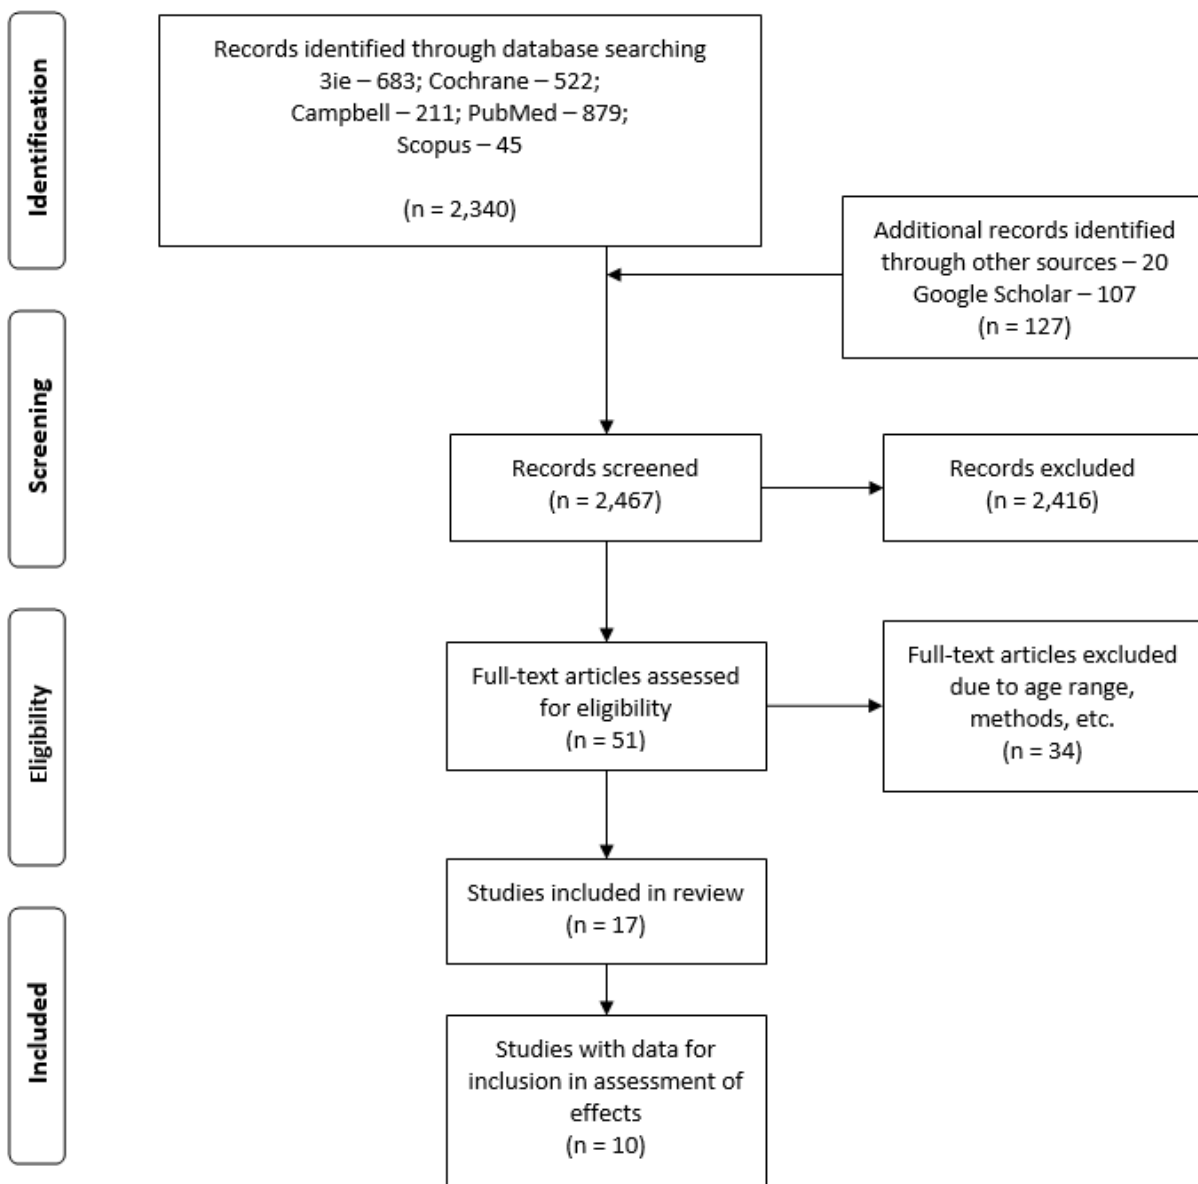 Identification
Records identified through database searching
3ie – 683; Cochrane – 522;
Campbell – 211; PubMed – 879;
Scopus – 45
(n = 2,340)
Additional records identified
through other sources – 20
Google Scholar – 107
(n = 127)
Screening
Records screened
(n = 2,467)
Records excluded
(n = 2,416)
Eligibility
Full-text articles assessed
for eligibility
(n = 51)
Full-text articles excluded
due to age range,
methods, etc.
(n = 34)
Studies included in review
(n = 17)
Included
Studies with data for
inclusion in assessment of
effects
(n = 10)